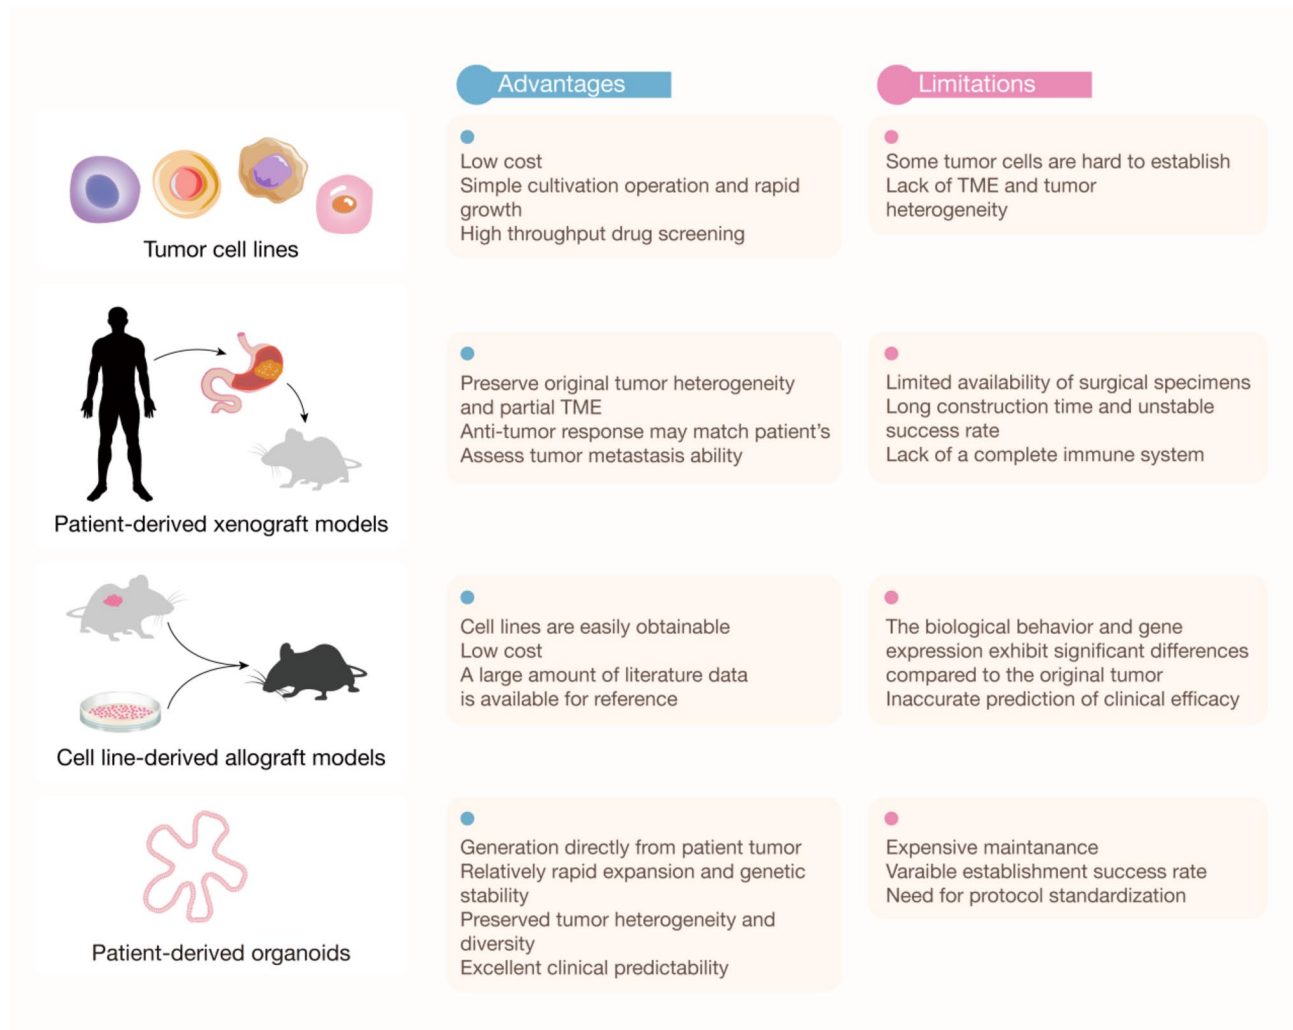 Advantages
Limitations
Tumor cell lines
Low cost
Simple cultivation operation and rapid
growth
High throughput drug screening
Some tumor cells are hard to establish
Lack of TME and tumor
heterogeneity
Patient-derived xenograft models
Preserve original tumor heterogeneity
and partial TME
Anti-tumor response may match patient's
Assess tumor metastasis ability
Limited availability of surgical specimens
Long construction time and unstable
success rate
Lack of a complete immune system
Cell line-derived allograft models
Cell lines are easily obtainable
Low cost
A large amount of literature data
is available for reference
The biological behavior and gene
expression exhibit significant differences
compared to the original tumor
Inaccurate prediction of clinical efficacy
Patient-derived organoids
Generation directly from patient tumor
Relatively rapid expansion and genetic
stability
Preserved tumor heterogeneity and
diversity
Excellent clinical predictability
Expensive maintanance
Varaible establishment success rate
Need for protocol standardization